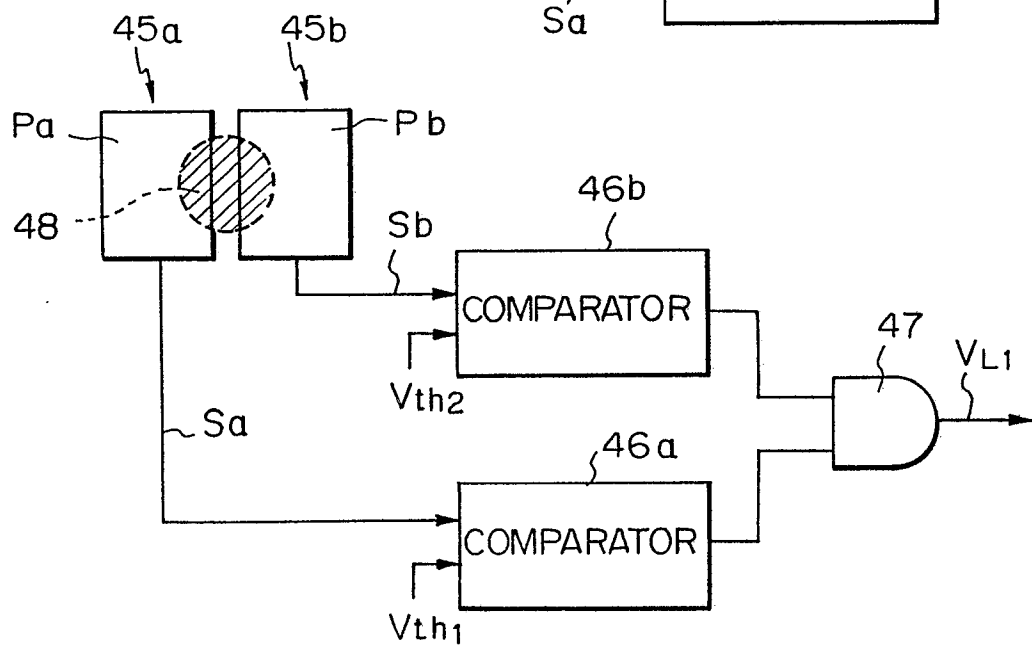 Sa
45a
45b
Pa
Pb
48
Sb
46b
COMPARATOR
47
VL1
Vth2
Sa
46a
COMPARATOR
Vth1